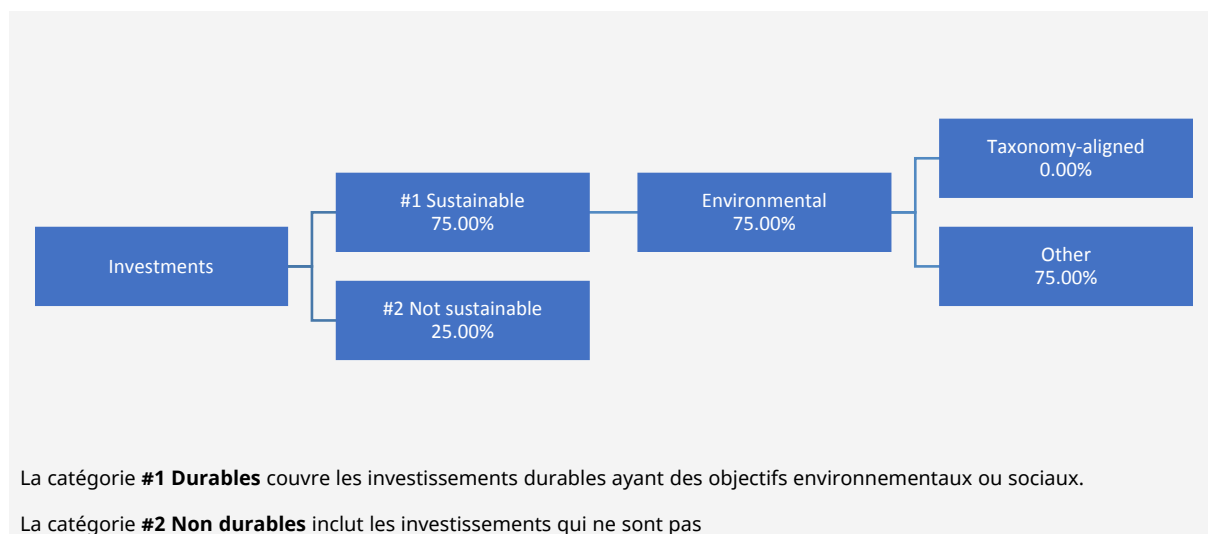 Taxonomy-aligned
0.00%
#1 Sustainable
75.00%
Environmental
75.00%
Investments
Other
75.00%
#2 Not sustainable
25.00%
La catégorie #1 Durables couvre les investissements durables ayant des objectifs environnementaux ou sociaux.
La catégorie #2 Non durables inclut les investissements qui ne sont pas